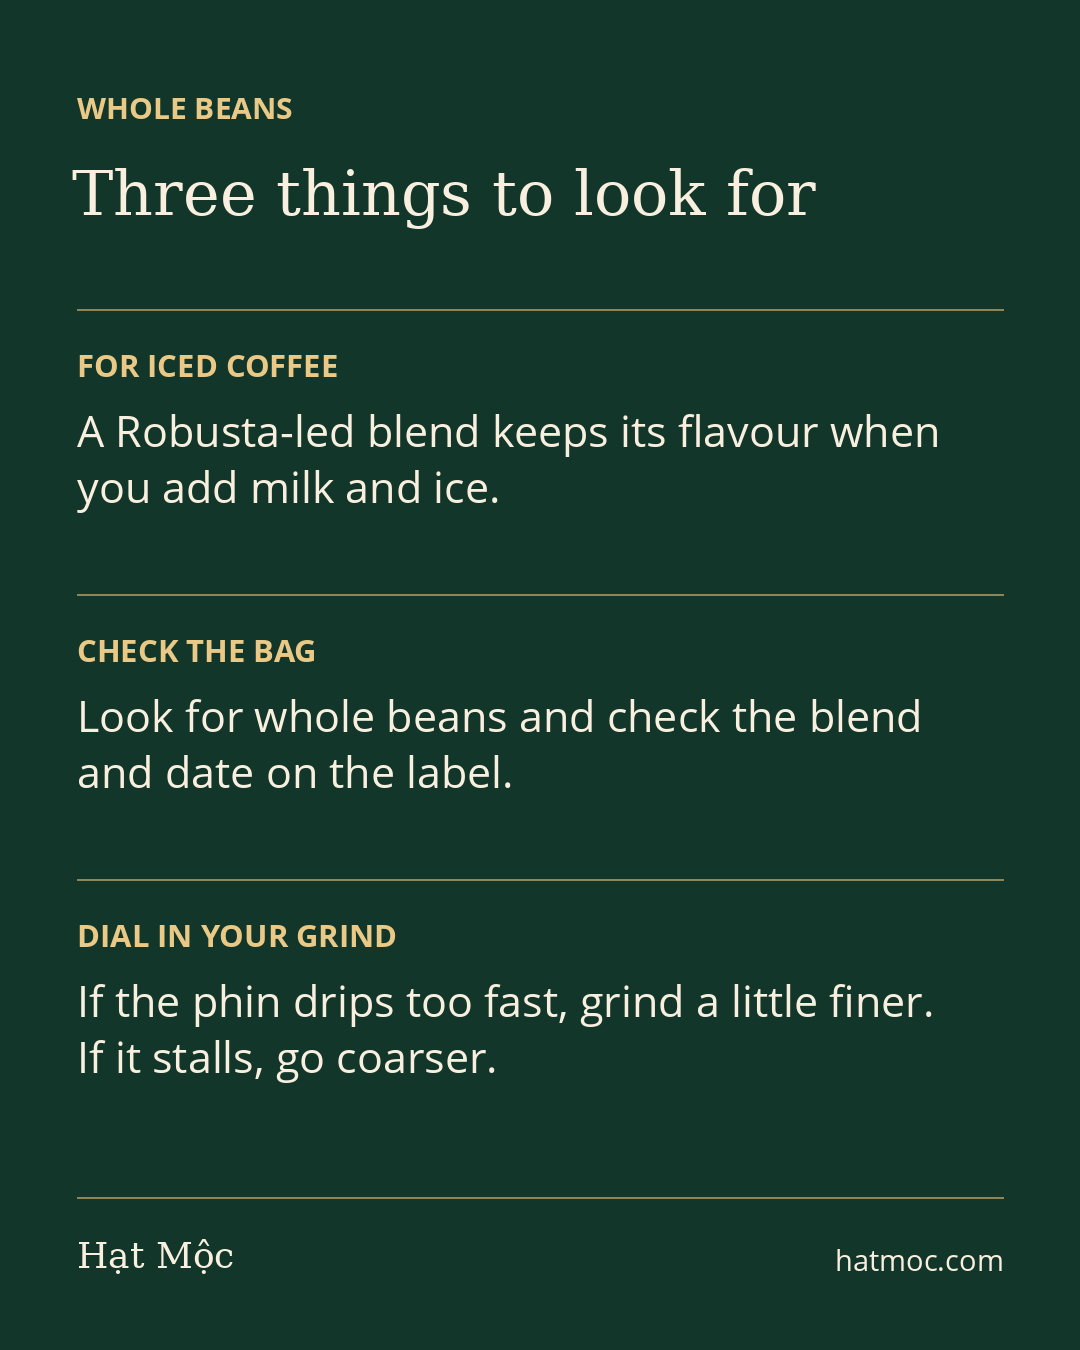 WHOLE BEANS
Three things to look for
FOR ICED COFFEE
A Robusta-led blend keeps its flavour when
you add milk and ice.
CHECK THE BAG
Look for whole beans and check the blend
and date on the label.
DIAL IN YOUR GRIND
If the phin drips too fast, grind a little finer.
If it stalls, go coarser.
Hạt Mộc
hatmoc.com